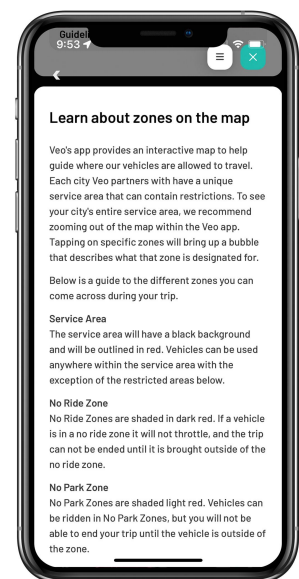 Guideli
9:53
Learn about zones on the map
Veo's app provides an interactive map to help
guide where our vehicles are allowed to travel.
Each city Veo partners with have a unique
service area that can contain restrictions. To see
your city's entire service area, we recommend
zooming out of the map within the Veo app.
Tapping on specific zones will bring up a bubble
that describes what that zone is designated for.
Below is a guide to the different zones you can
come across during your trip.
Service Area
The service area will have a black background
and will be outlined in red. Vehicles can be used
anywhere within the service area with the
exception of the restricted areas below.
No Ride Zone
No Ride Zones are shaded in dark red. If a vehicle
is in a no ride zone it will not throttle, and the trip
can not be ended until it is brought outside of the
no ride zone.
No Park Zone
No Park Zones are shaded light red. Vehicles can
be ridden in No Park Zones, but you will not be
able to end your trip until the vehicle is outside of
the zone.